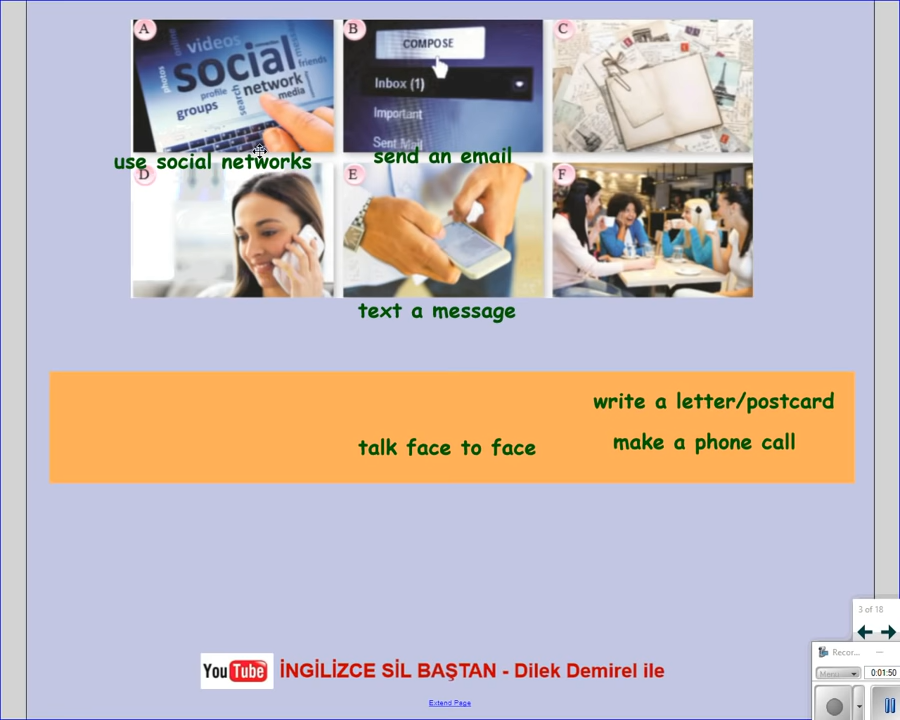 A
online
videos
social
photos
friends
network
profile
search
media
groups
B
COMPOSE
Inbox (1)
Important
Sent Mail
C
use social networks
send an email
D
E
F
text a message
write a letter/postcard
make a phone call
talk face to face
3 of 18
Recor...
Menu
0:01:50
YouTube İNGİLİZCE SİL BAŞTAN - Dilek Demirel ile
Extend Page